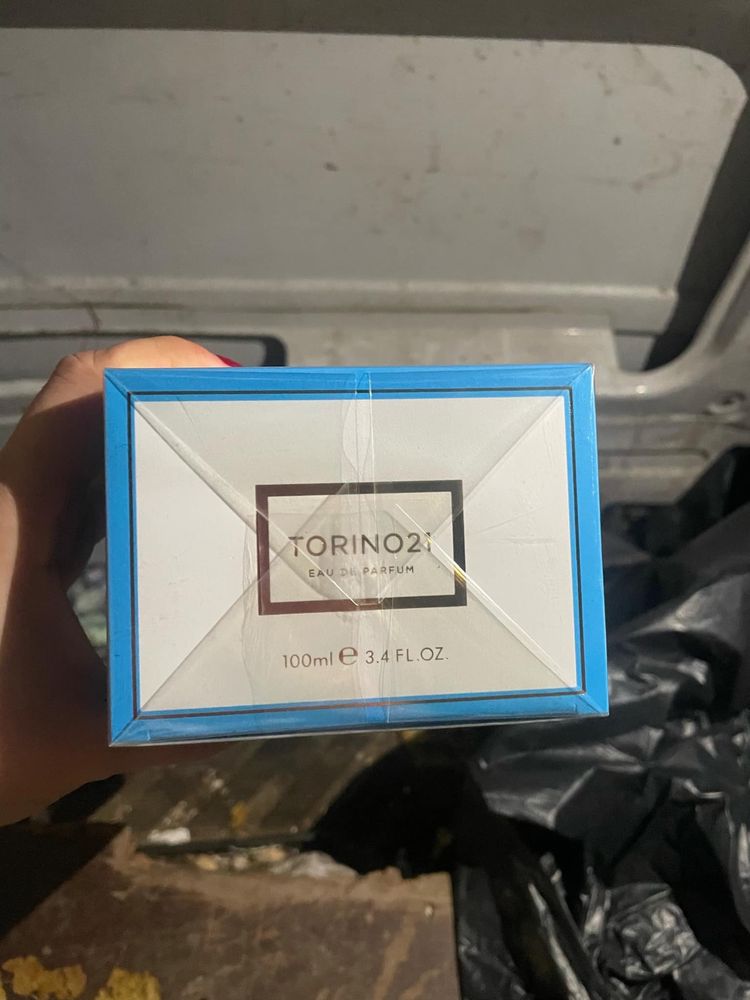 TORINO21
EAU DE PARFUM
100ml ℮ 3.4 FL.OZ.